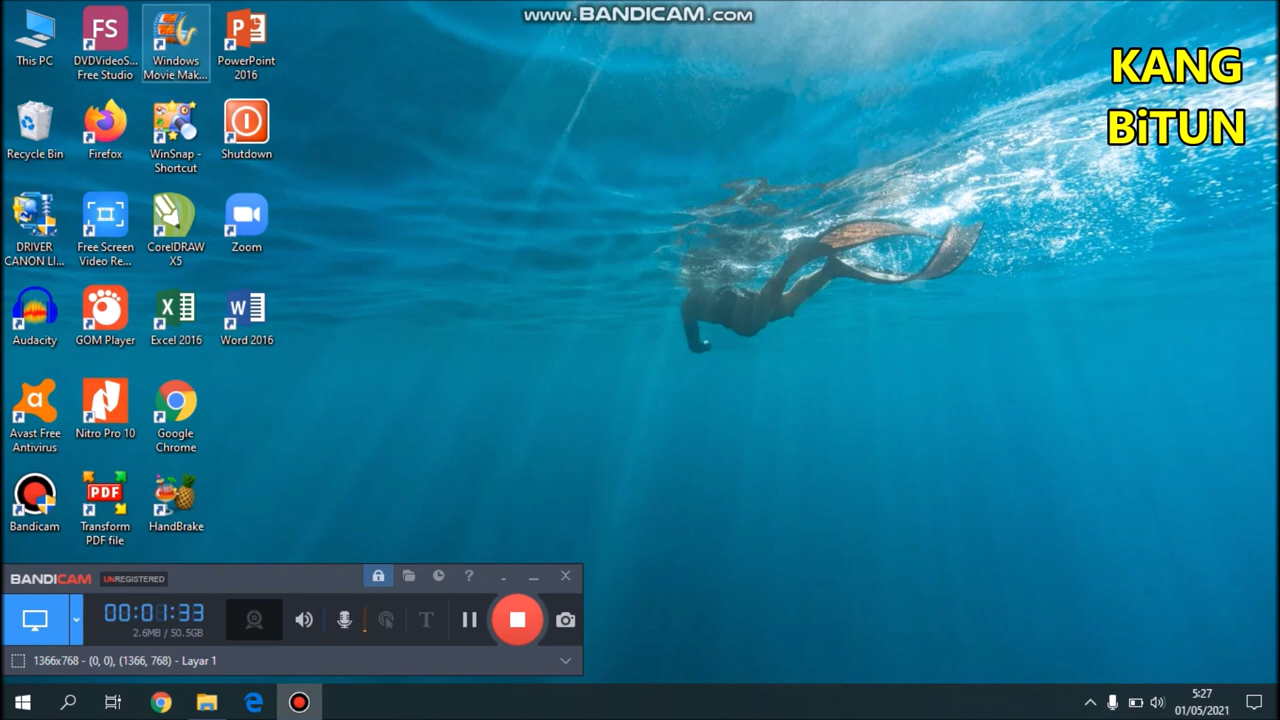 www.BANDICAM.com
KANG
BiTUN
This PC
DVDVideoS...
Free Studio
Windows
Movie Mak...
PowerPoint
2016
Recycle Bin
Firefox
WinSnap -
Shortcut
Shutdown
DRIVER
CANON LI...
Free Screen
Video Re...
CorelDRAW
X5
Zoom
Audacity
GOM Player
Excel 2016
Word 2016
Avast Free
Antivirus
Nitro Pro 10
Google
Chrome
Bandicam
PDF
Transform
PDF file
HandBrake
BANDICAM UNREGISTERED
00:01:33
2.6MB / 50.5GB
1366x768 - (0, 0), (1366, 768) - Layar 1
5:27
01/05/2021